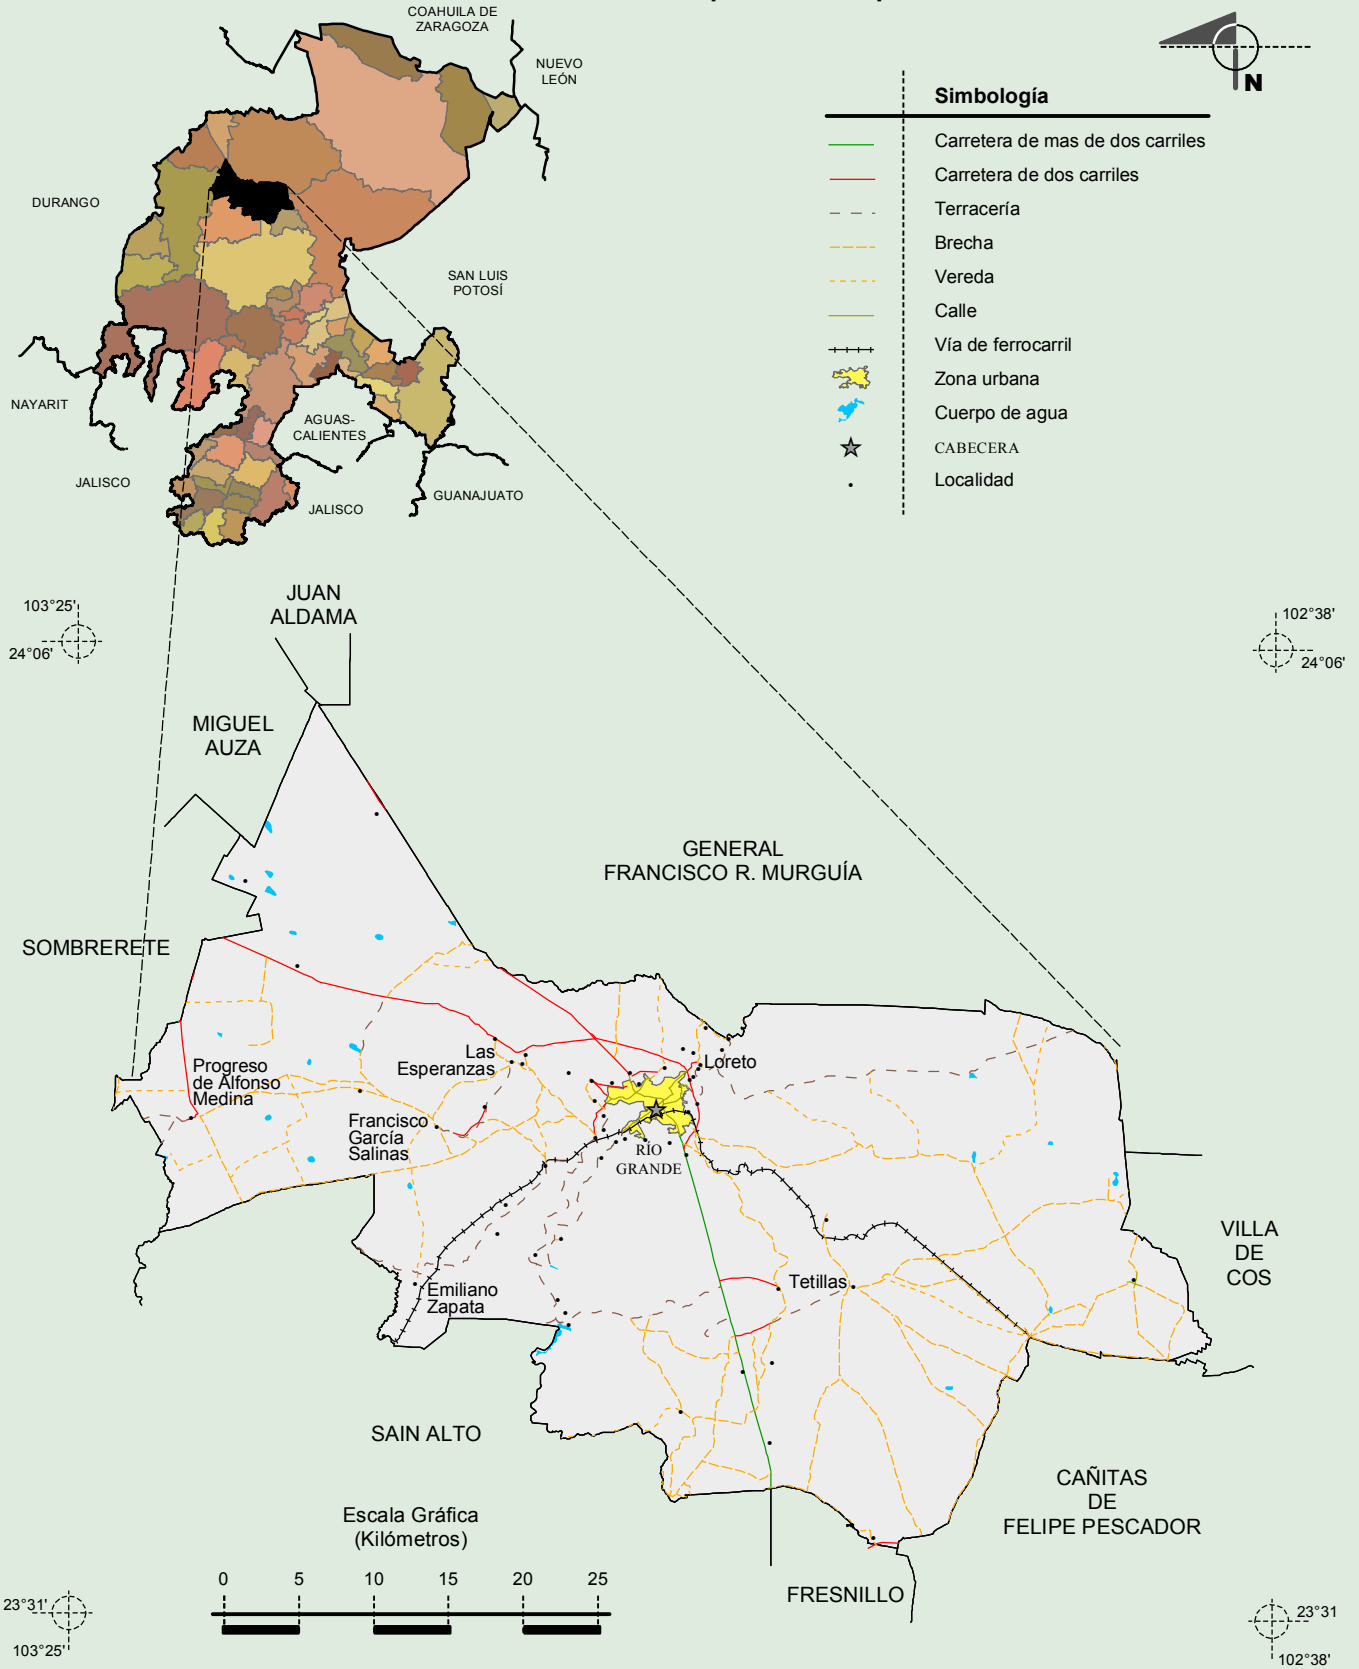 COAHUILA DE
ZARAGOZA
NUEVO
LEÓN
N
Simbología
Carretera de mas de dos carriles
Carretera de dos carriles
Terracería
Brecha
Vereda
Calle
Vía de ferrocarril
Zona urbana
Cuerpo de agua
CABECERA
Localidad
DURANGO
SAN LUIS
POTOSÍ
NAYARIT
AGUAS-
CALIENTES
JALISCO
JALISCO
GUANAJUATO
103°25'
24°06'
102°38'
24°06'
JUAN
ALDAMA
MIGUEL
AUZA
GENERAL
FRANCISCO R. MURGUÍA
SOMBRERETE
Progreso
de Alfonso
Medina
Las
Esperanzas
Loreto
Francisco
García
Salinas
RÍO
GRANDE
VILLA
DE
COS
Emiliano
Zapata
Tetillas
SAIN ALTO
CAÑITAS
DE
FELIPE PESCADOR
FRESNILLO
Escala Gráfica
(Kilómetros)
0 5 10 15 20 25
23°31'
103°25'
23°31
102°38'